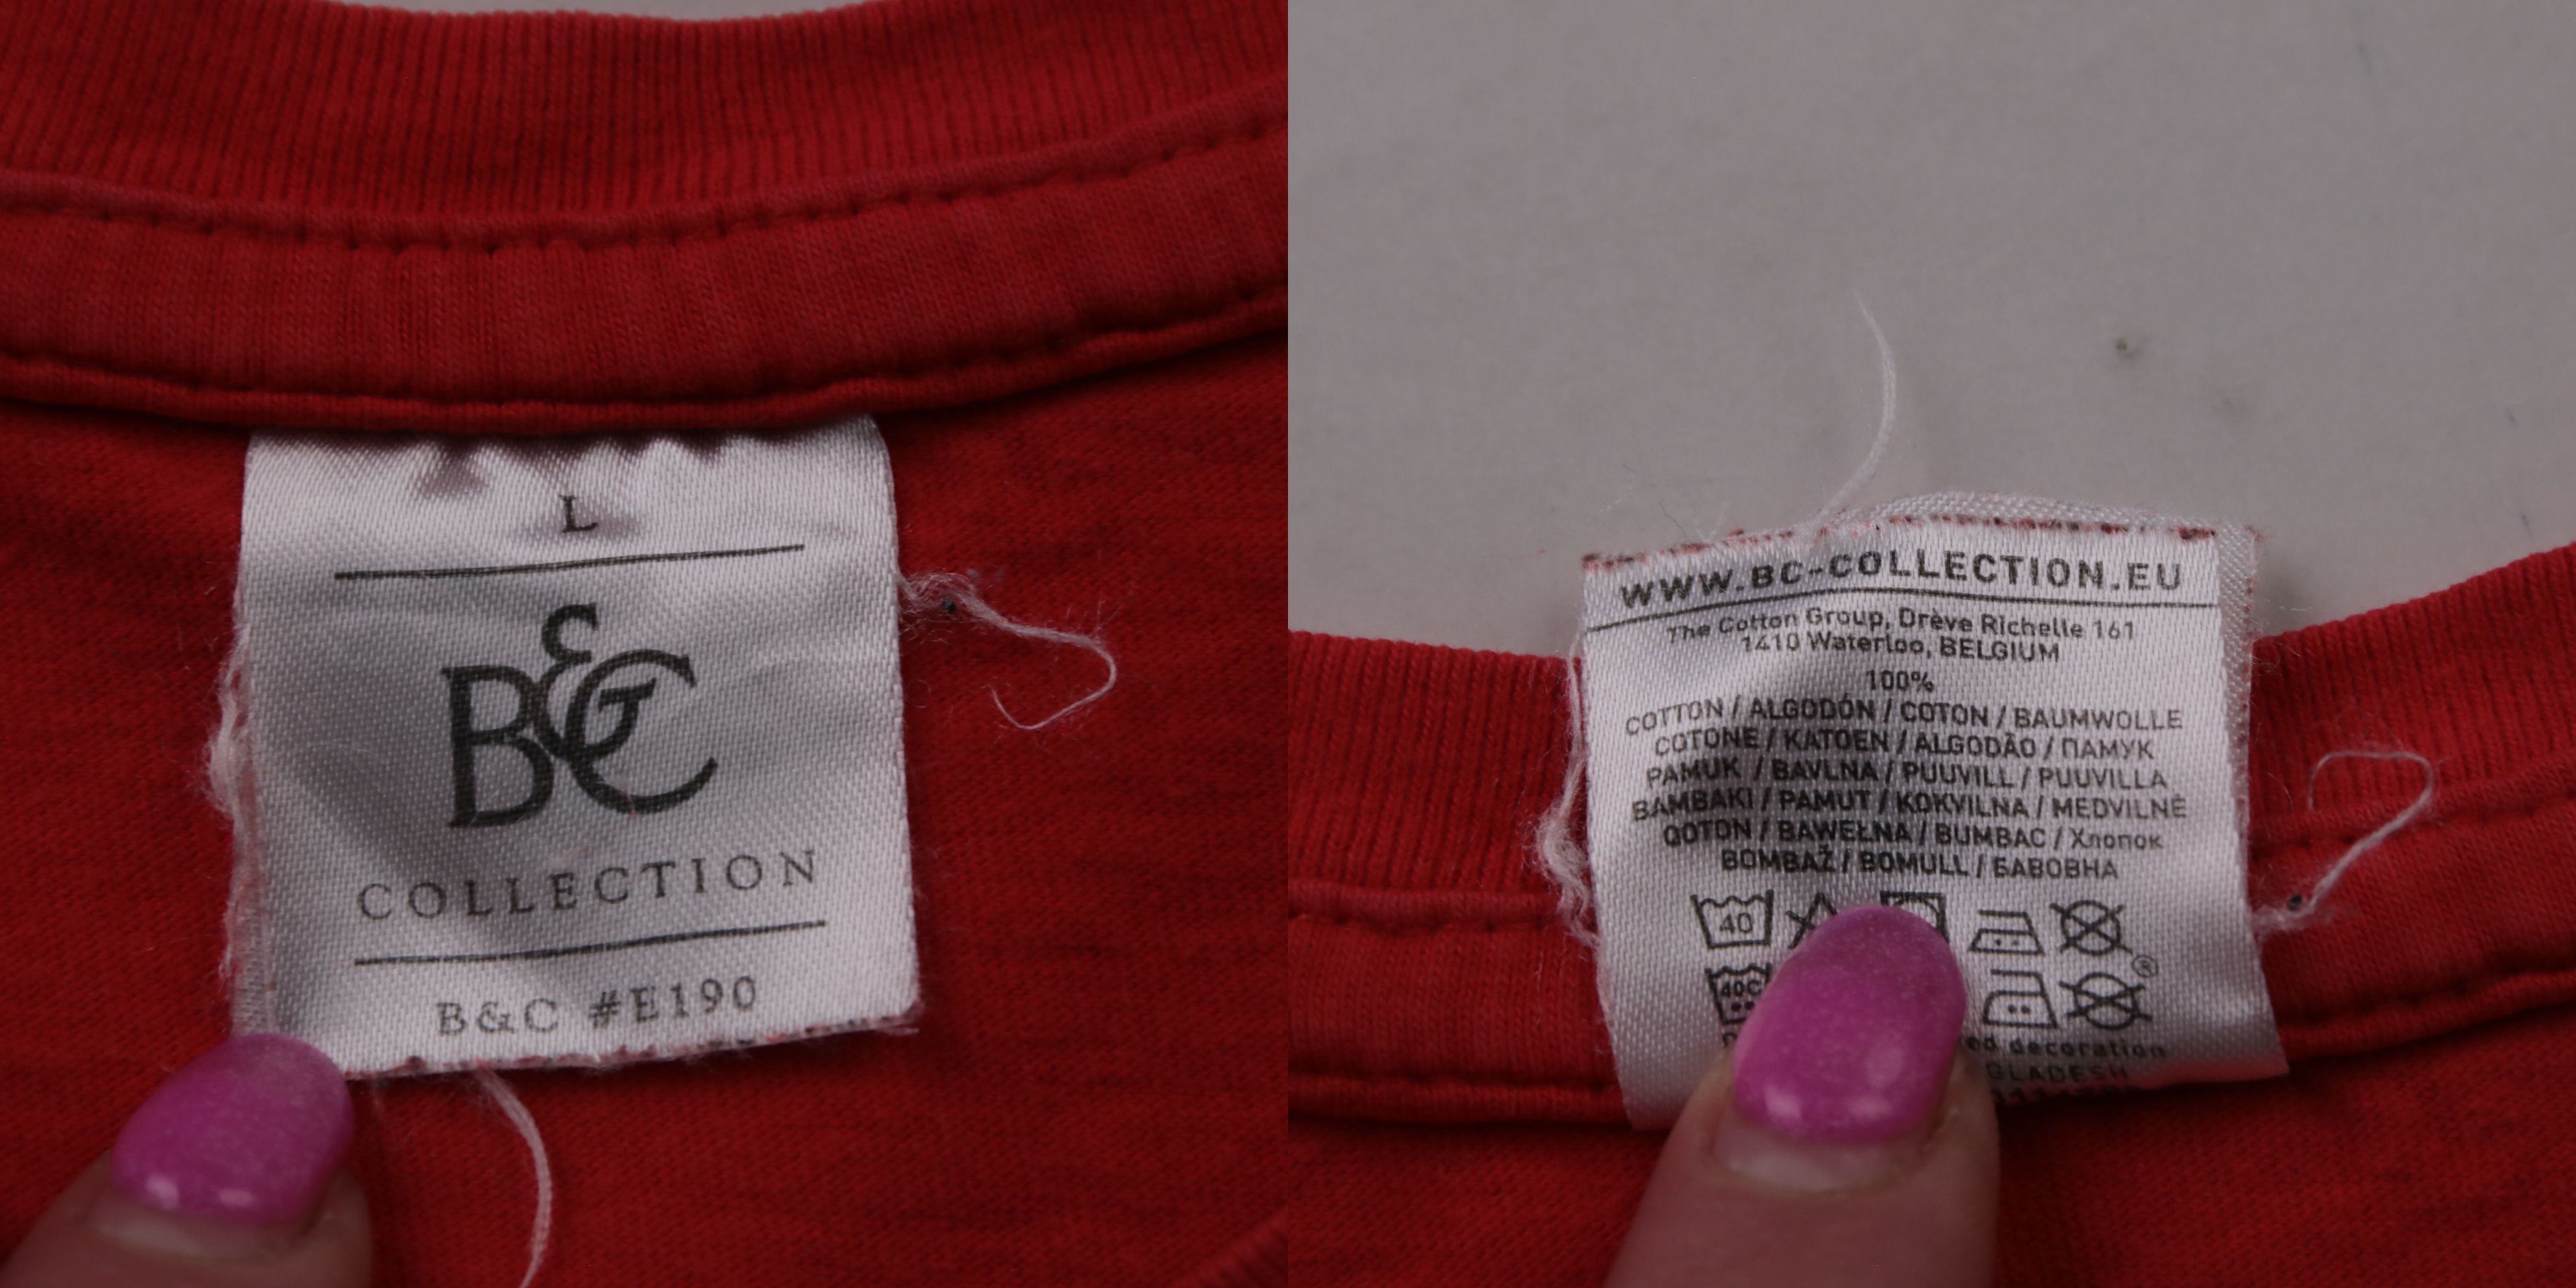 L
B&C
COLLECTION
B&C #E190
WWW.BC-COLLECTION.EU
The Cotton Group, Drève Richelle 161
1410 Waterloo, BELGIUM
100%
COTTON / ALGODÓN / COTON / BAUMWOLLE
COTONE / KATOEN / ALGODÃO / ПАМУК
PAMUK / BAVLNA / PUUVILL / PUUVILLA
BAMBAKI / PAMUT / KOKVILNA / MEDVILNĖ
QOTON / BAWEŁNA / BUMBAC / Хлопок
BOMBAŽ / BOMULL / БАВОВНА
40
®
40C
decoration